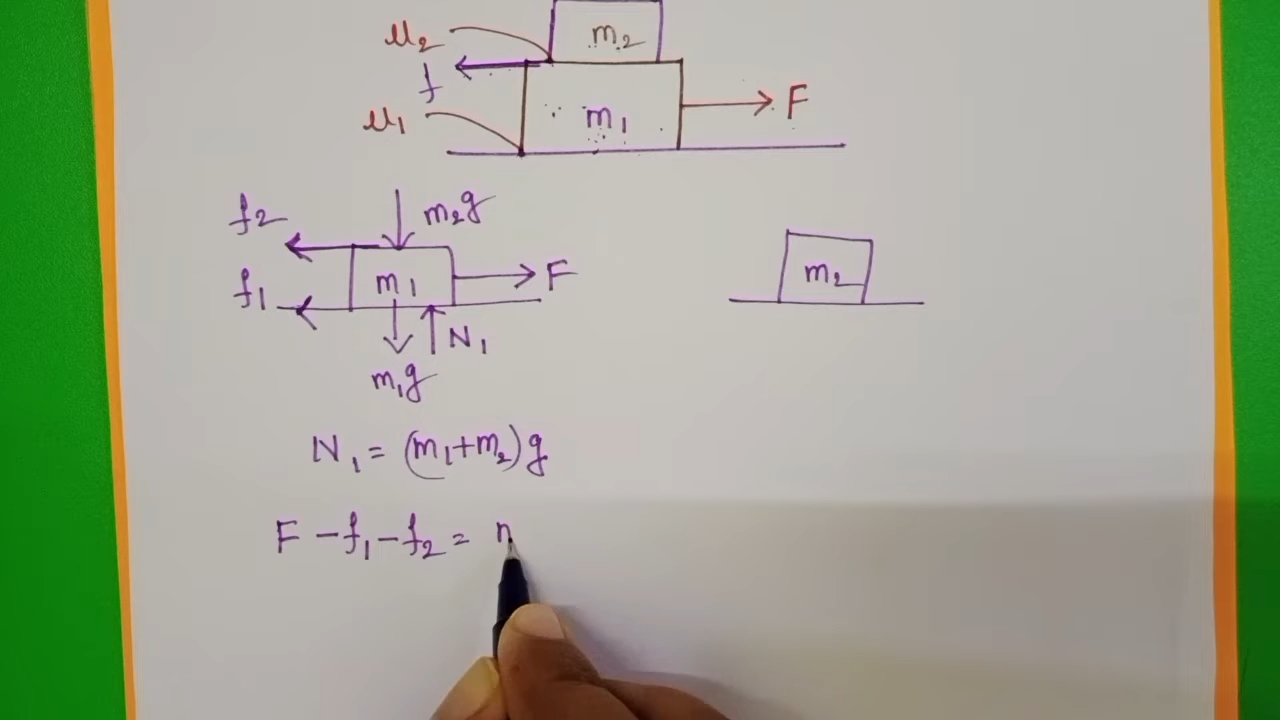 m₂
μ₂
f
μ₁
m₁
F
f₂
m₂g
f₁
m₁
F
N₁
m₁g
m₂
N₁ = (m₁+m₂)g
F - f₁ - f₂ =